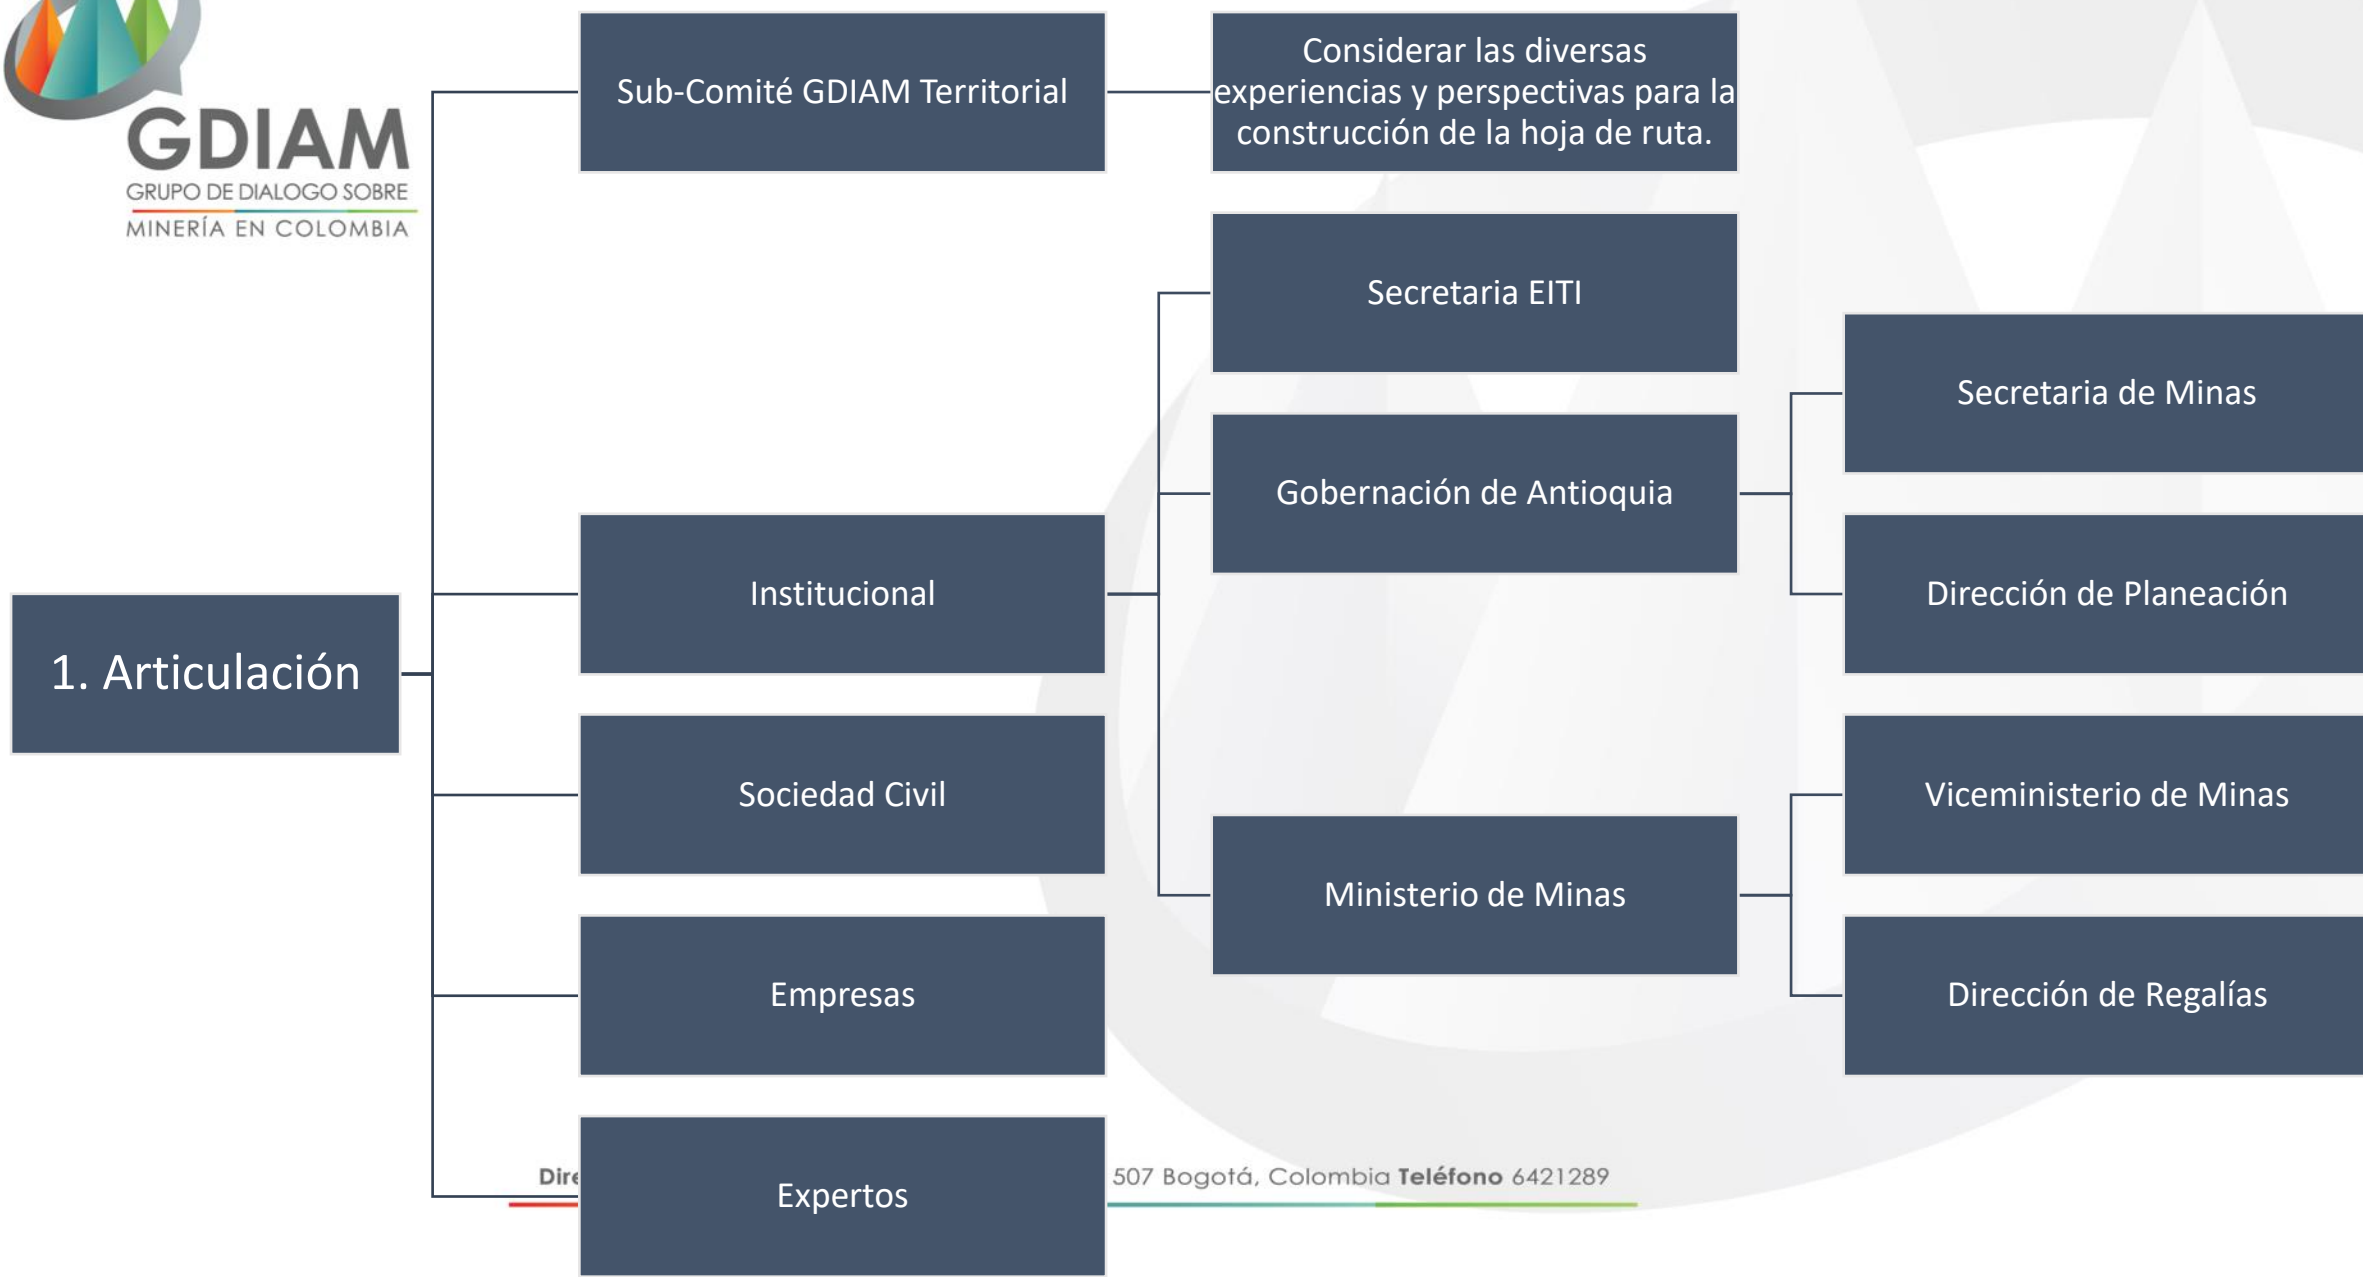 GDIAM
GRUPO DE DIALOGO SOBRE
MINERÍA EN COLOMBIA
1. Articulación
Sub-Comité GDIAM Territorial
Considerar las diversas
experiencias y perspectivas para la
construcción de la hoja de ruta.
Institucional
Secretaria EITI
Gobernación de Antioquia
Secretaria de Minas
Dirección de Planeación
Ministerio de Minas
Viceministerio de Minas
Dirección de Regalías
Sociedad Civil
Empresas
Expertos
507 Bogotá, Colombia Teléfono 6421289